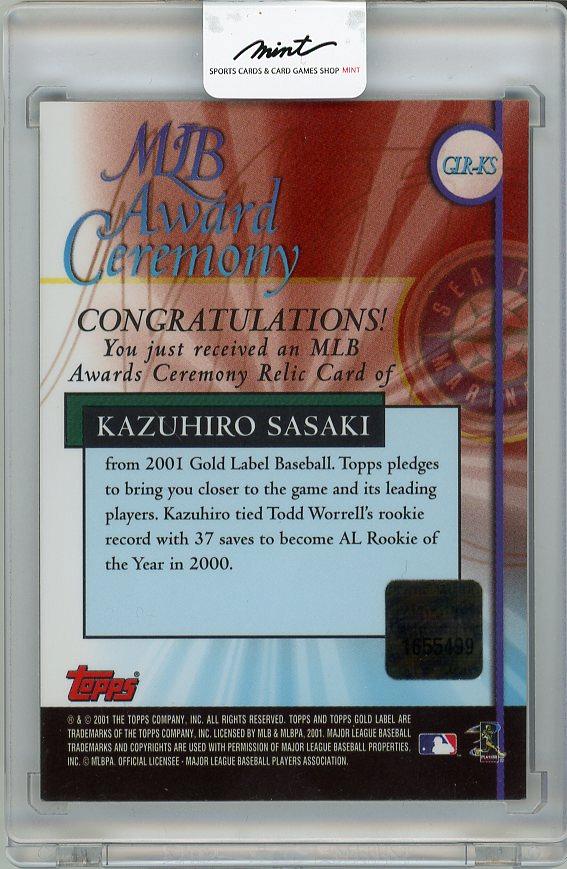 mint
SPORTS CARDS & CARD GAMES SHOP MINT
MLB
Award
Ceremony
GLR-KS
SEATT
MARINE
CONGRATULATIONS!
You just received an MLB
Awards Ceremony Relic Card of
KAZUHIRO SASAKI
from 2001 Gold Label Baseball. Topps pledges
to bring you closer to the game and its leading
players. Kazuhiro tied Todd Worrell's rookie
record with 37 saves to become AL Rookie of
the Year in 2000.
1655499
TOPPS
® & © 2001 THE TOPPS COMPANY, INC. ALL RIGHTS RESERVED. TOPPS AND TOPPS GOLD LABEL ARE
TRADEMARKS OF THE TOPPS COMPANY, INC. LICENSED BY MLB & MLBPA, 2001. MAJOR LEAGUE BASEBALL
TRADEMARKS AND COPYRIGHTS ARE USED WITH PERMISSION OF MAJOR LEAGUE BASEBALL PROPERTIES,
INC. © MLBPA. OFFICIAL LICENSEE - MAJOR LEAGUE BASEBALL PLAYERS ASSOCIATION.